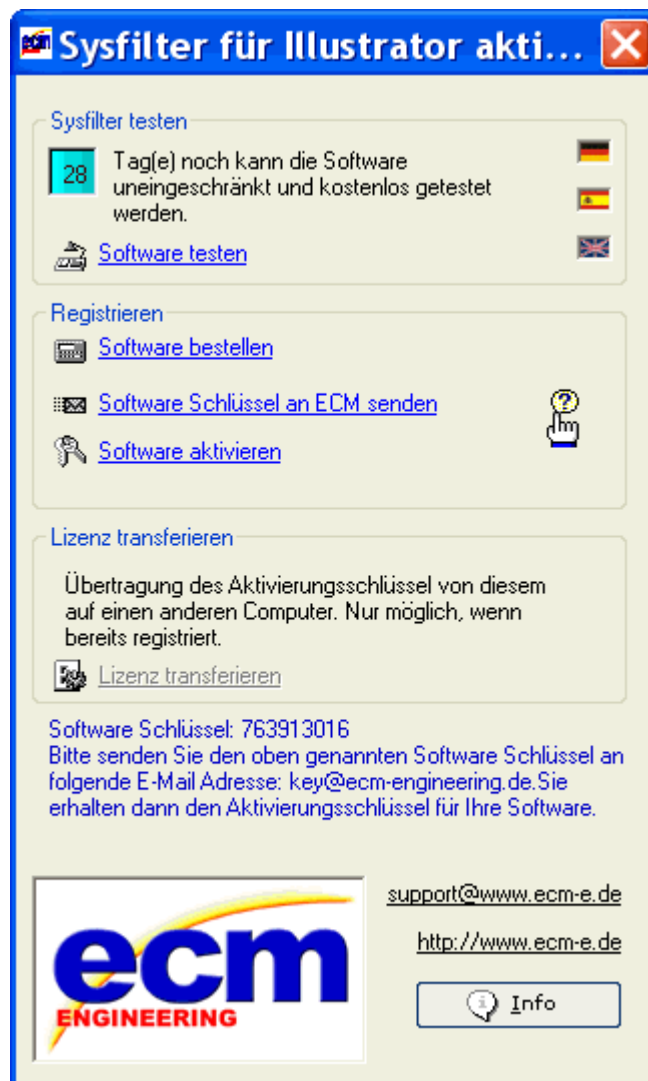 Sysfilter für Illustrator akti...
Sysfilter testen
28
Tag(e) noch kann die Software
uneingeschränkt und kostenlos getestet
werden.
Software testen
Registrieren
Software bestellen
Software Schlüssel an ECM senden
Software aktivieren
Lizenz transferieren
Übertragung des Aktivierungsschlüssel von diesem
auf einen anderen Computer. Nur möglich, wenn
bereits registriert.
Lizenz transferieren
Software Schlüssel: 763913016
Bitte senden Sie den oben genannten Software Schlüssel an
folgende E-Mail Adresse: key@ecm-engineering.de.Sie
erhalten dann den Aktivierungsschlüssel für Ihre Software.
support@www.ecm-e.de
http://www.ecm-e.de
Info
ecm
ENGINEERING